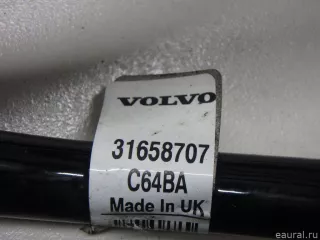 VOLVO
31658707
C64BA
Made In UK
eaural.ru